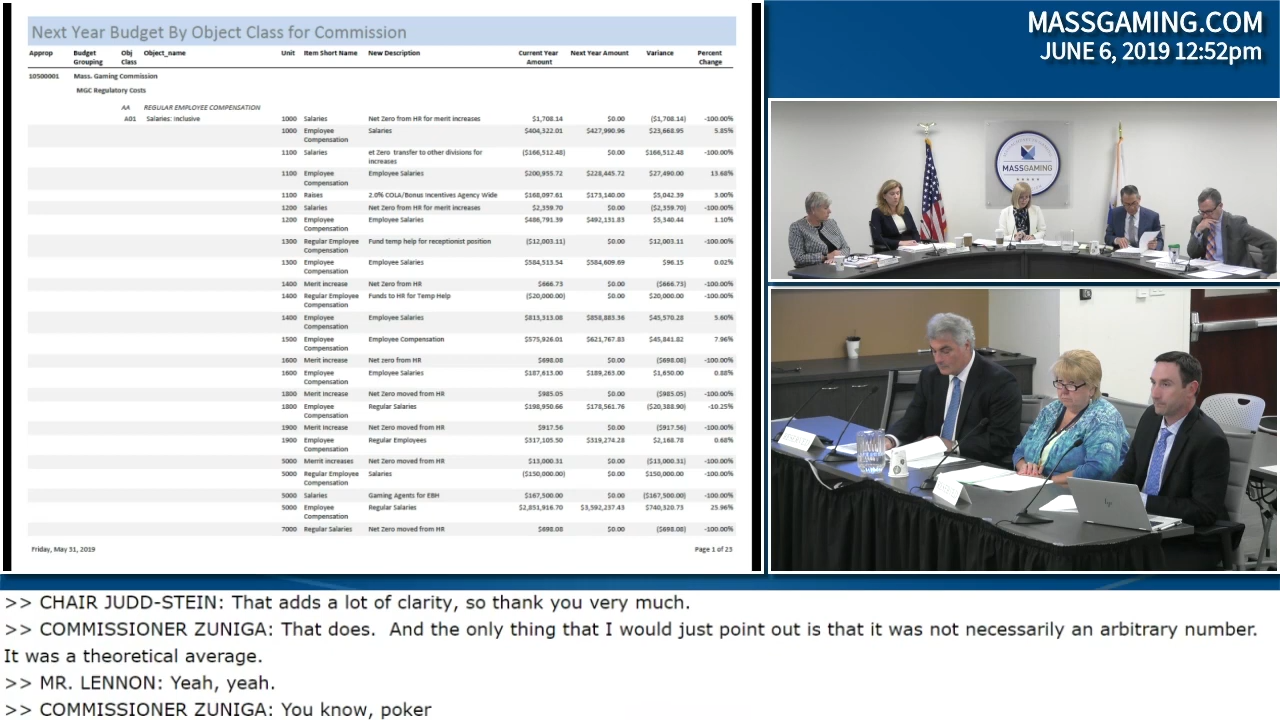 Next Year Budget By Object Class for Commission
Approp Budget Grouping Obj Class Object_name Unit Item Short Name New Description Current Year Amount Next Year Amount Variance Percent Change
10500001 Mass. Gaming Commission
MGC Regulatory Costs
AA REGULAR EMPLOYEE COMPENSATION
A01 Salaries: Inclusive 1000 Salaries Net Zero from HR for merit increases $1,708.14 $0.00 ($1,708.14) -100.00%
1000 Employee Compensation Salaries $404,322.01 $427,990.96 $23,668.95 5.85%
1100 Salaries et Zero transfer to other divisions for increases ($166,512.48) $0.00 $166,512.48 -100.00%
1100 Employee Compensation Employee Salaries $200,955.72 $228,445.72 $27,490.00 13.68%
1100 Raises 2.0% COLA/Bonus Incentives Agency Wide $168,097.61 $173,140.00 $5,042.39 3.00%
1200 Salaries Net Zero from HR for merit increases $2,359.70 $0.00 ($2,359.70) -100.00%
1200 Employee Compensation Employee Salaries $486,791.39 $492,131.83 $5,340.44 1.10%
1300 Regular Employee Compensation Fund temp help for receptionist position ($12,003.11) $0.00 $12,003.11 -100.00%
1300 Employee Compensation Employee Salaries $584,513.54 $584,609.69 $96.15 0.02%
1400 Merit increase Net Zero from HR $666.73 $0.00 ($666.73) -100.00%
1400 Regular Employee Compensation Funds to HR for Temp Help ($20,000.00) $0.00 $20,000.00 -100.00%
1400 Employee Compensation Employee Salaries $813,313.08 $858,883.36 $45,570.28 5.60%
1500 Employee Compensation Employee Compensation $575,926.01 $621,767.83 $45,841.82 7.96%
1600 Merit increase Net zero from HR $698.08 $0.00 ($698.08) -100.00%
1600 Employee Compensation Employee Salaries $187,613.00 $189,263.00 $1,650.00 0.88%
1800 Merit increase Net Zero moved from HR $985.05 $0.00 ($985.05) -100.00%
1800 Employee Compensation Regular Salaries $198,950.66 $178,561.76 ($20,388.90) -10.25%
1900 Merit Increase Net Zero moved from HR $917.56 $0.00 ($917.56) -100.00%
1900 Employee Compensation Regular Employees $317,105.50 $319,274.28 $2,168.78 0.68%
5000 Merrit increases Net Zero moved from HR $13,000.31 $0.00 ($13,000.31) -100.00%
5000 Regular Employee Compensation Salaries ($150,000.00) $0.00 $150,000.00 -100.00%
5000 Salaries Gaming Agents for EBH $167,500.00 $0.00 ($167,500.00) -100.00%
5000 Employee Compensation Regular Salaries $2,851,916.70 $3,592,237.43 $740,320.73 25.96%
7000 Regular Salaries Net Zero moved from HR $698.08 $0.00 ($698.08) -100.00%
Friday, May 31, 2019 Page 1 of 23
MASSGAMING.COM
JUNE 6, 2019 12:52pm
MASSGAMING
>> CHAIR JUDD-STEIN: That adds a lot of clarity, so thank you very much.
>> COMMISSIONER ZUNIGA: That does.  And the only thing that I would just point out is that it was not necessarily an arbitrary number.
It was a theoretical average.
>> MR. LENNON: Yeah, yeah.
>> COMMISSIONER ZUNIGA: You know, poker